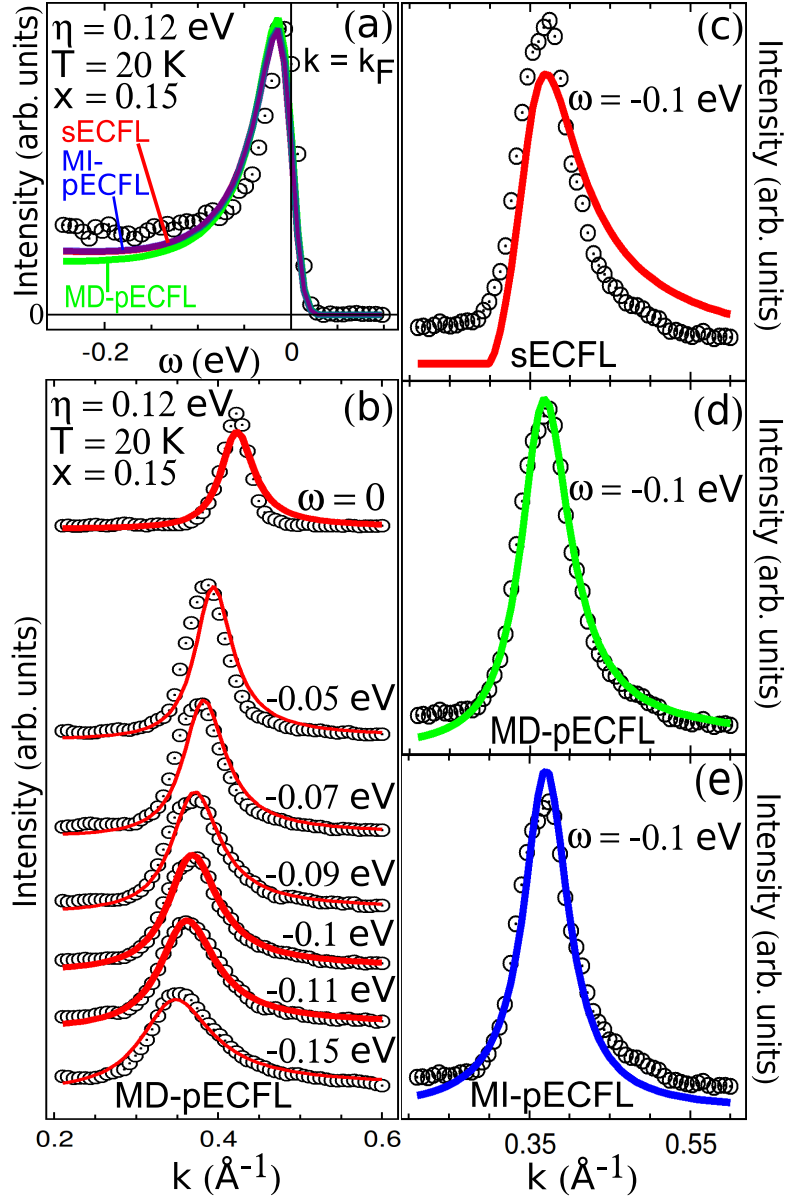 (a)
η = 0.12 eV
T = 20 K
x = 0.15
k = kF
sECFL
MI-
pECFL
MD-pECFL
0
-0.2
0
ω (eV)
Intensity (arb. units)
(b)
η = 0.12 eV
T = 20 K
x = 0.15
ω = 0
-0.05 eV
-0.07 eV
-0.09 eV
-0.1 eV
-0.11 eV
-0.15 eV
MD-pECFL
Intensity (arb. units)
0.2
0.4
0.6
k (Å-1)
(c)
ω = -0.1 eV
sECFL
Intensity (arb. units)
(d)
ω = -0.1 eV
MD-pECFL
Intensity (arb. units)
(e)
ω = -0.1 eV
MI-pECFL
Intensity (arb. units)
0.35
0.55
k (Å-1)